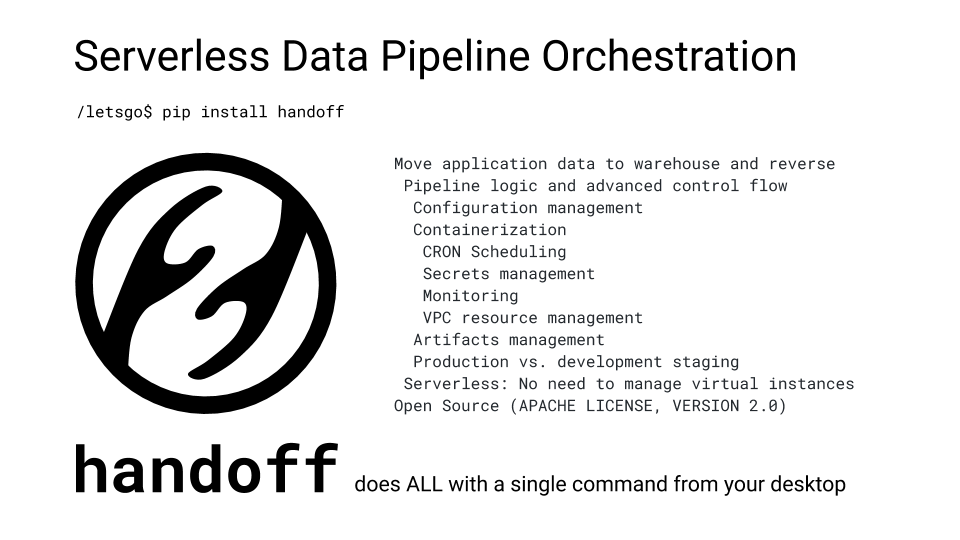 Serverless Data Pipeline Orchestration
/letsgo$ pip install handoff
Move application data to warehouse and reverse
Pipeline logic and advanced control flow
Configuration management
Containerization
CRON Scheduling
Secrets management
Monitoring
VPC resource management
Artifacts management
Production vs. development staging
Serverless: No need to manage virtual instances
Open Source (APACHE LICENSE, VERSION 2.0)
handoff does ALL with a single command from your desktop